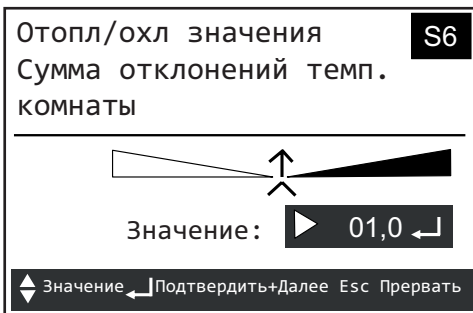 Отопл/охл значения S6
Сумма отклонений темп.
комнаты
Значение: 01,0
Значение Подтвердить+Далее Esc Прервать